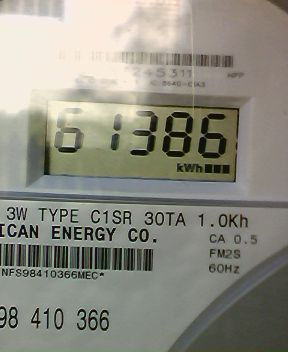 24531
61386
kWh
3W TYPE C1SR 30TA 1.0Kh
ICAN ENERGY CO.
CA 0.5
FM2S
60Hz
NFS98410366MEC*
98 410 366